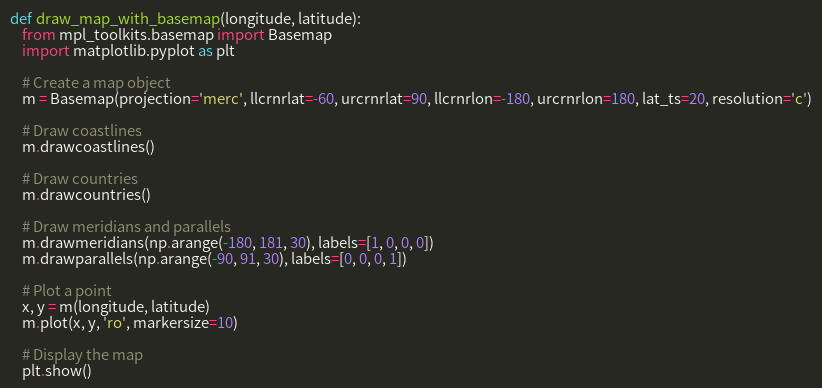 def draw_map_with_basemap(longitude, latitude):
    from mpl_toolkits.basemap import Basemap
    import matplotlib.pyplot as plt

    # Create a map object
    m = Basemap(projection='merc', llcrnrlat=-60, urcrnrlat=90, llcrnrlon=-180, urcrnrlon=180, lat_ts=20, resolution='c')

    # Draw coastlines
    m.drawcoastlines()

    # Draw countries
    m.drawcountries()

    # Draw meridians and parallels
    m.drawmeridians(np.arange(-180, 181, 30), labels=[1, 0, 0, 0])
    m.drawparallels(np.arange(-90, 91, 30), labels=[0, 0, 0, 1])

    # Plot a point
    x, y = m(longitude, latitude)
    m.plot(x, y, 'ro', markersize=10)

    # Display the map
    plt.show()